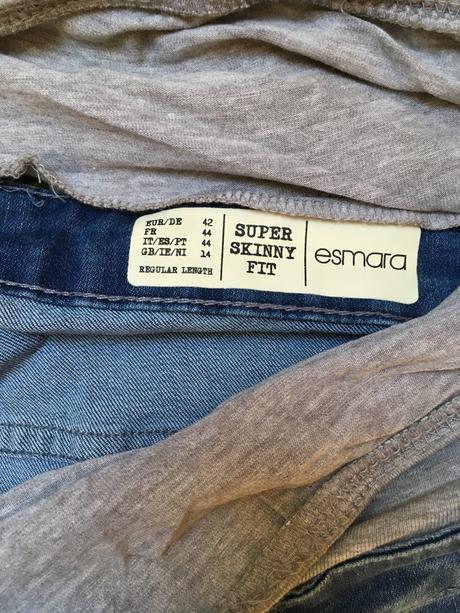 EUR/DE 42
FR 44
IT/ES/PT 44
GB/IE/NI 14
REGULAR LENGTH
SUPER
SKINNY
FIT
esmara